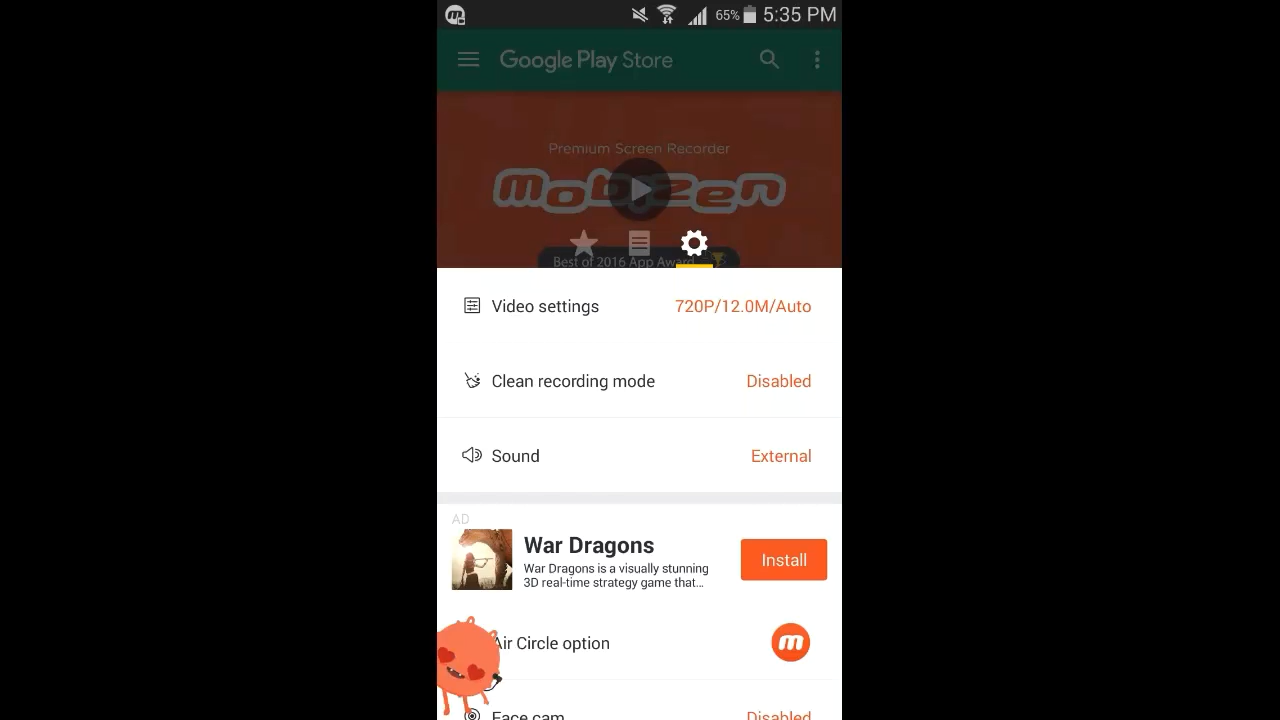 65% 5:35 PM
Google Play Store
Premium Screen Recorder
mobizen
Best of 2016 App Award
Video settings 720P/12.0M/Auto
Clean recording mode Disabled
Sound External
AD
War Dragons
War Dragons is a visually stunning
3D real-time strategy game that...
Install
Air Circle option
m
Face cam Disabled